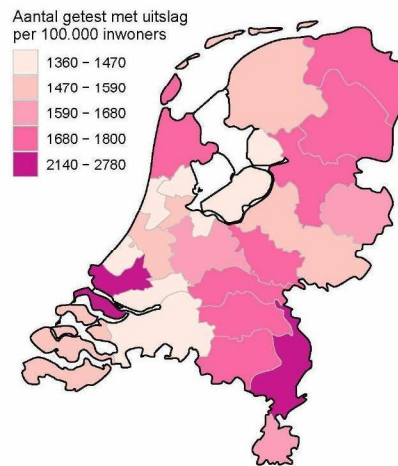 Aantal getest met uitslag
per 100.000 inwoners
1360 – 1470
1470 – 1590
1590 – 1680
1680 – 1800
2140 – 2780